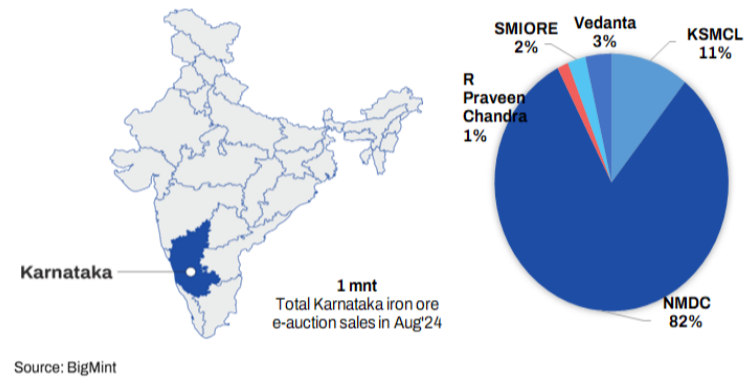 SMIORE
2%
Vedanta
3%
KSMCL
11%
R
Praveen
Chandra
1%
Karnataka
1 mnt
Total Karnataka iron ore
e-auction sales in Aug'24
NMDC
82%
Source: BigMint